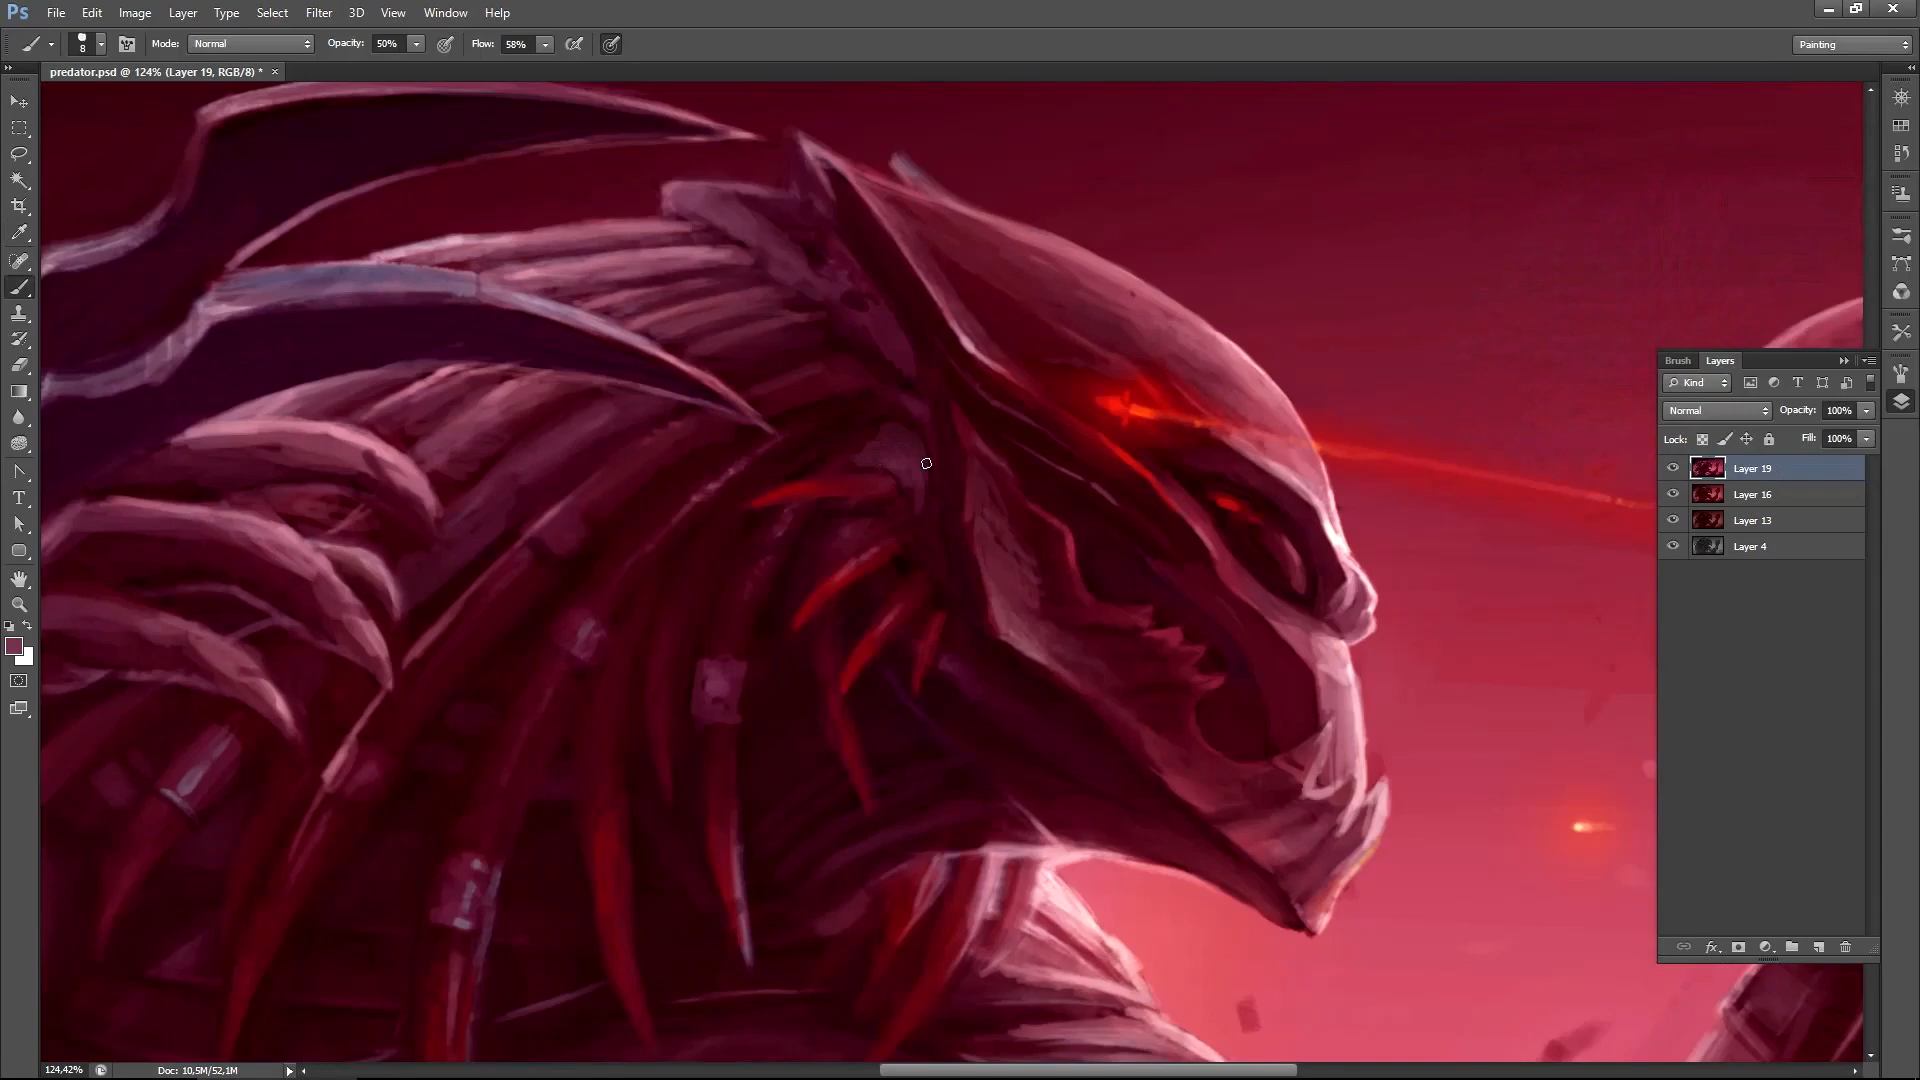 Ps File Edit Image Layer Type Select Filter 3D View Window Help
8 Mode: Normal Opacity: 50% Flow: 58% Painting
predator.psd @ 124% (Layer 19, RGB/8) * ×
Brush Layers
Kind
Normal Opacity: 100%
Lock: Fill: 100%
Layer 19
Layer 16
Layer 13
Layer 4
fx
124,42% Doc: 10,5M/52,1M